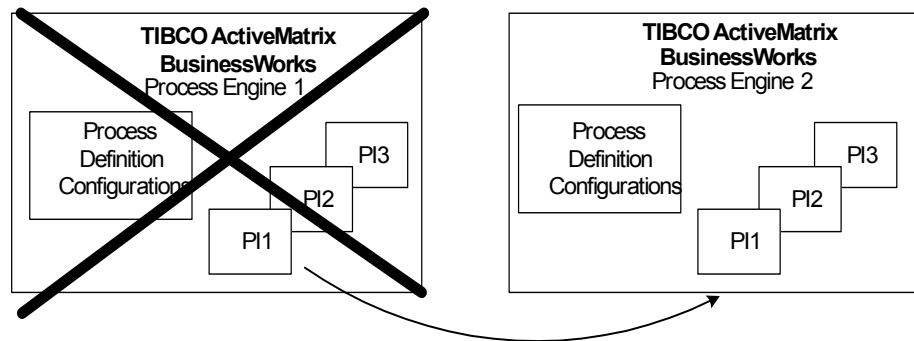 TIBCO ActiveMatrix
BusinessWorks
Process Engine 1
Process
Definition
Configurations
PI3
PI2
PI1
TIBCO ActiveMatrix
BusinessWorks
Process Engine 2
Process
Definition
Configurations
PI3
PI2
PI1